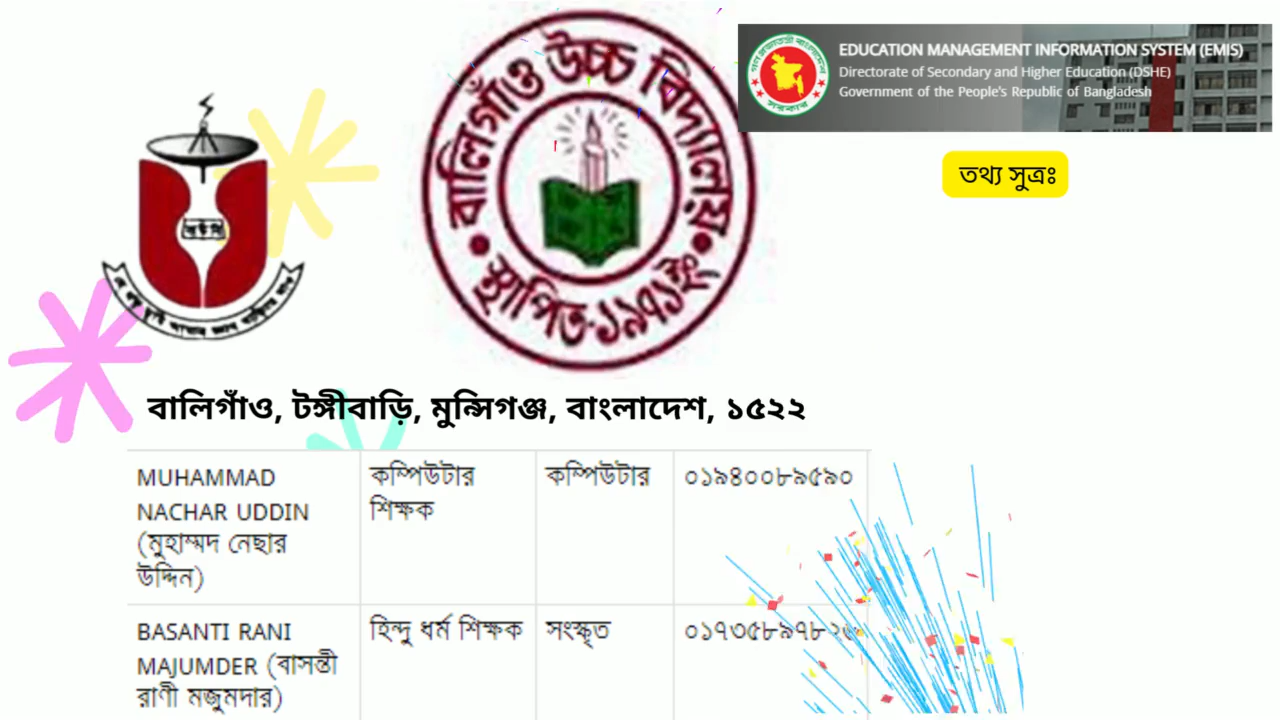 বালিগাঁও উচ্চ বিদ্যালয়
স্থাপিত-১৯৭১ইং
EDUCATION MANAGEMENT INFORMATION SYSTEM (EMIS)
Directorate of Secondary and Higher Education (DSHE)
Government of the People's Republic of Bangladesh
তথ্য সুত্রঃ
বালিগাঁও, টঙ্গীবাড়ি, মুন্সিগঞ্জ, বাংলাদেশ, ১৫২২
MUHAMMAD কম্পিউটার কম্পিউটার ০১৯৪০০৮৯৫৯০
NACHAR UDDIN শিক্ষক
(মুহাম্মদ নেছার
উদ্দিন)
BASANTI RANI হিন্দু ধর্ম শিক্ষক সংস্কৃত
MAJUMDER (বাসন্তী
রাণী মজুমদার)